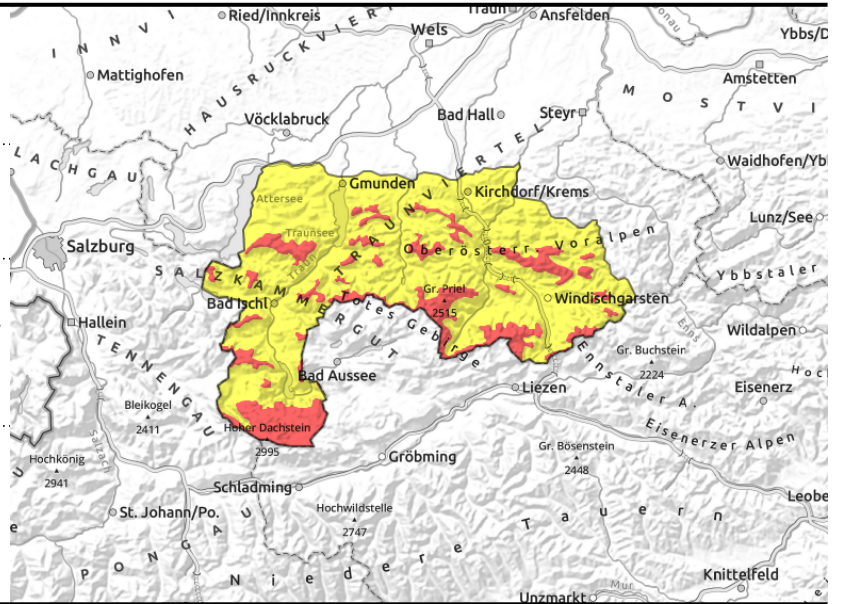 Ried/Innkreis
Traun
Ansfelden
Donau
INNVIERTEL
Wels
Ybbs/D
Mattighofen
HAUSRUCKVIERTEL
Amstetten
MOSTVI
Vöcklabruck
Bad Hall
Steyr
FLACHGAU
Waidhofen/Yb
Gmunden
Kirchdorf/Krems
TRAUNVIERTEL
Attersee
Lunz/See
Traunsee
Oberösterr. Voralpen
Salzburg
Traun
Ybbstaler
SALZKAMMERGUT
Gr. Priel
2515
Bad Ischl
Totes Gebirge
Windischgarsten
Hallein
Enns
Wildalpen
TENNENGAU
Gr. Buchstein
2224
Hoc
Bad Aussee
Ennstaler A.
Liezen
Eisenerz
Bleikogel
2411
Salzach
Hoher Dachstein
2995
Eisenerzer Alpen
Hochkönig
2941
Gröbming
Gr. Bösenstein
2448
Schladming
Hochwildstelle
2747
Leobe
St. Johann/Po.
PONGAU
Niedere Tauern
Knittelfeld
Mur
Unzmarkt